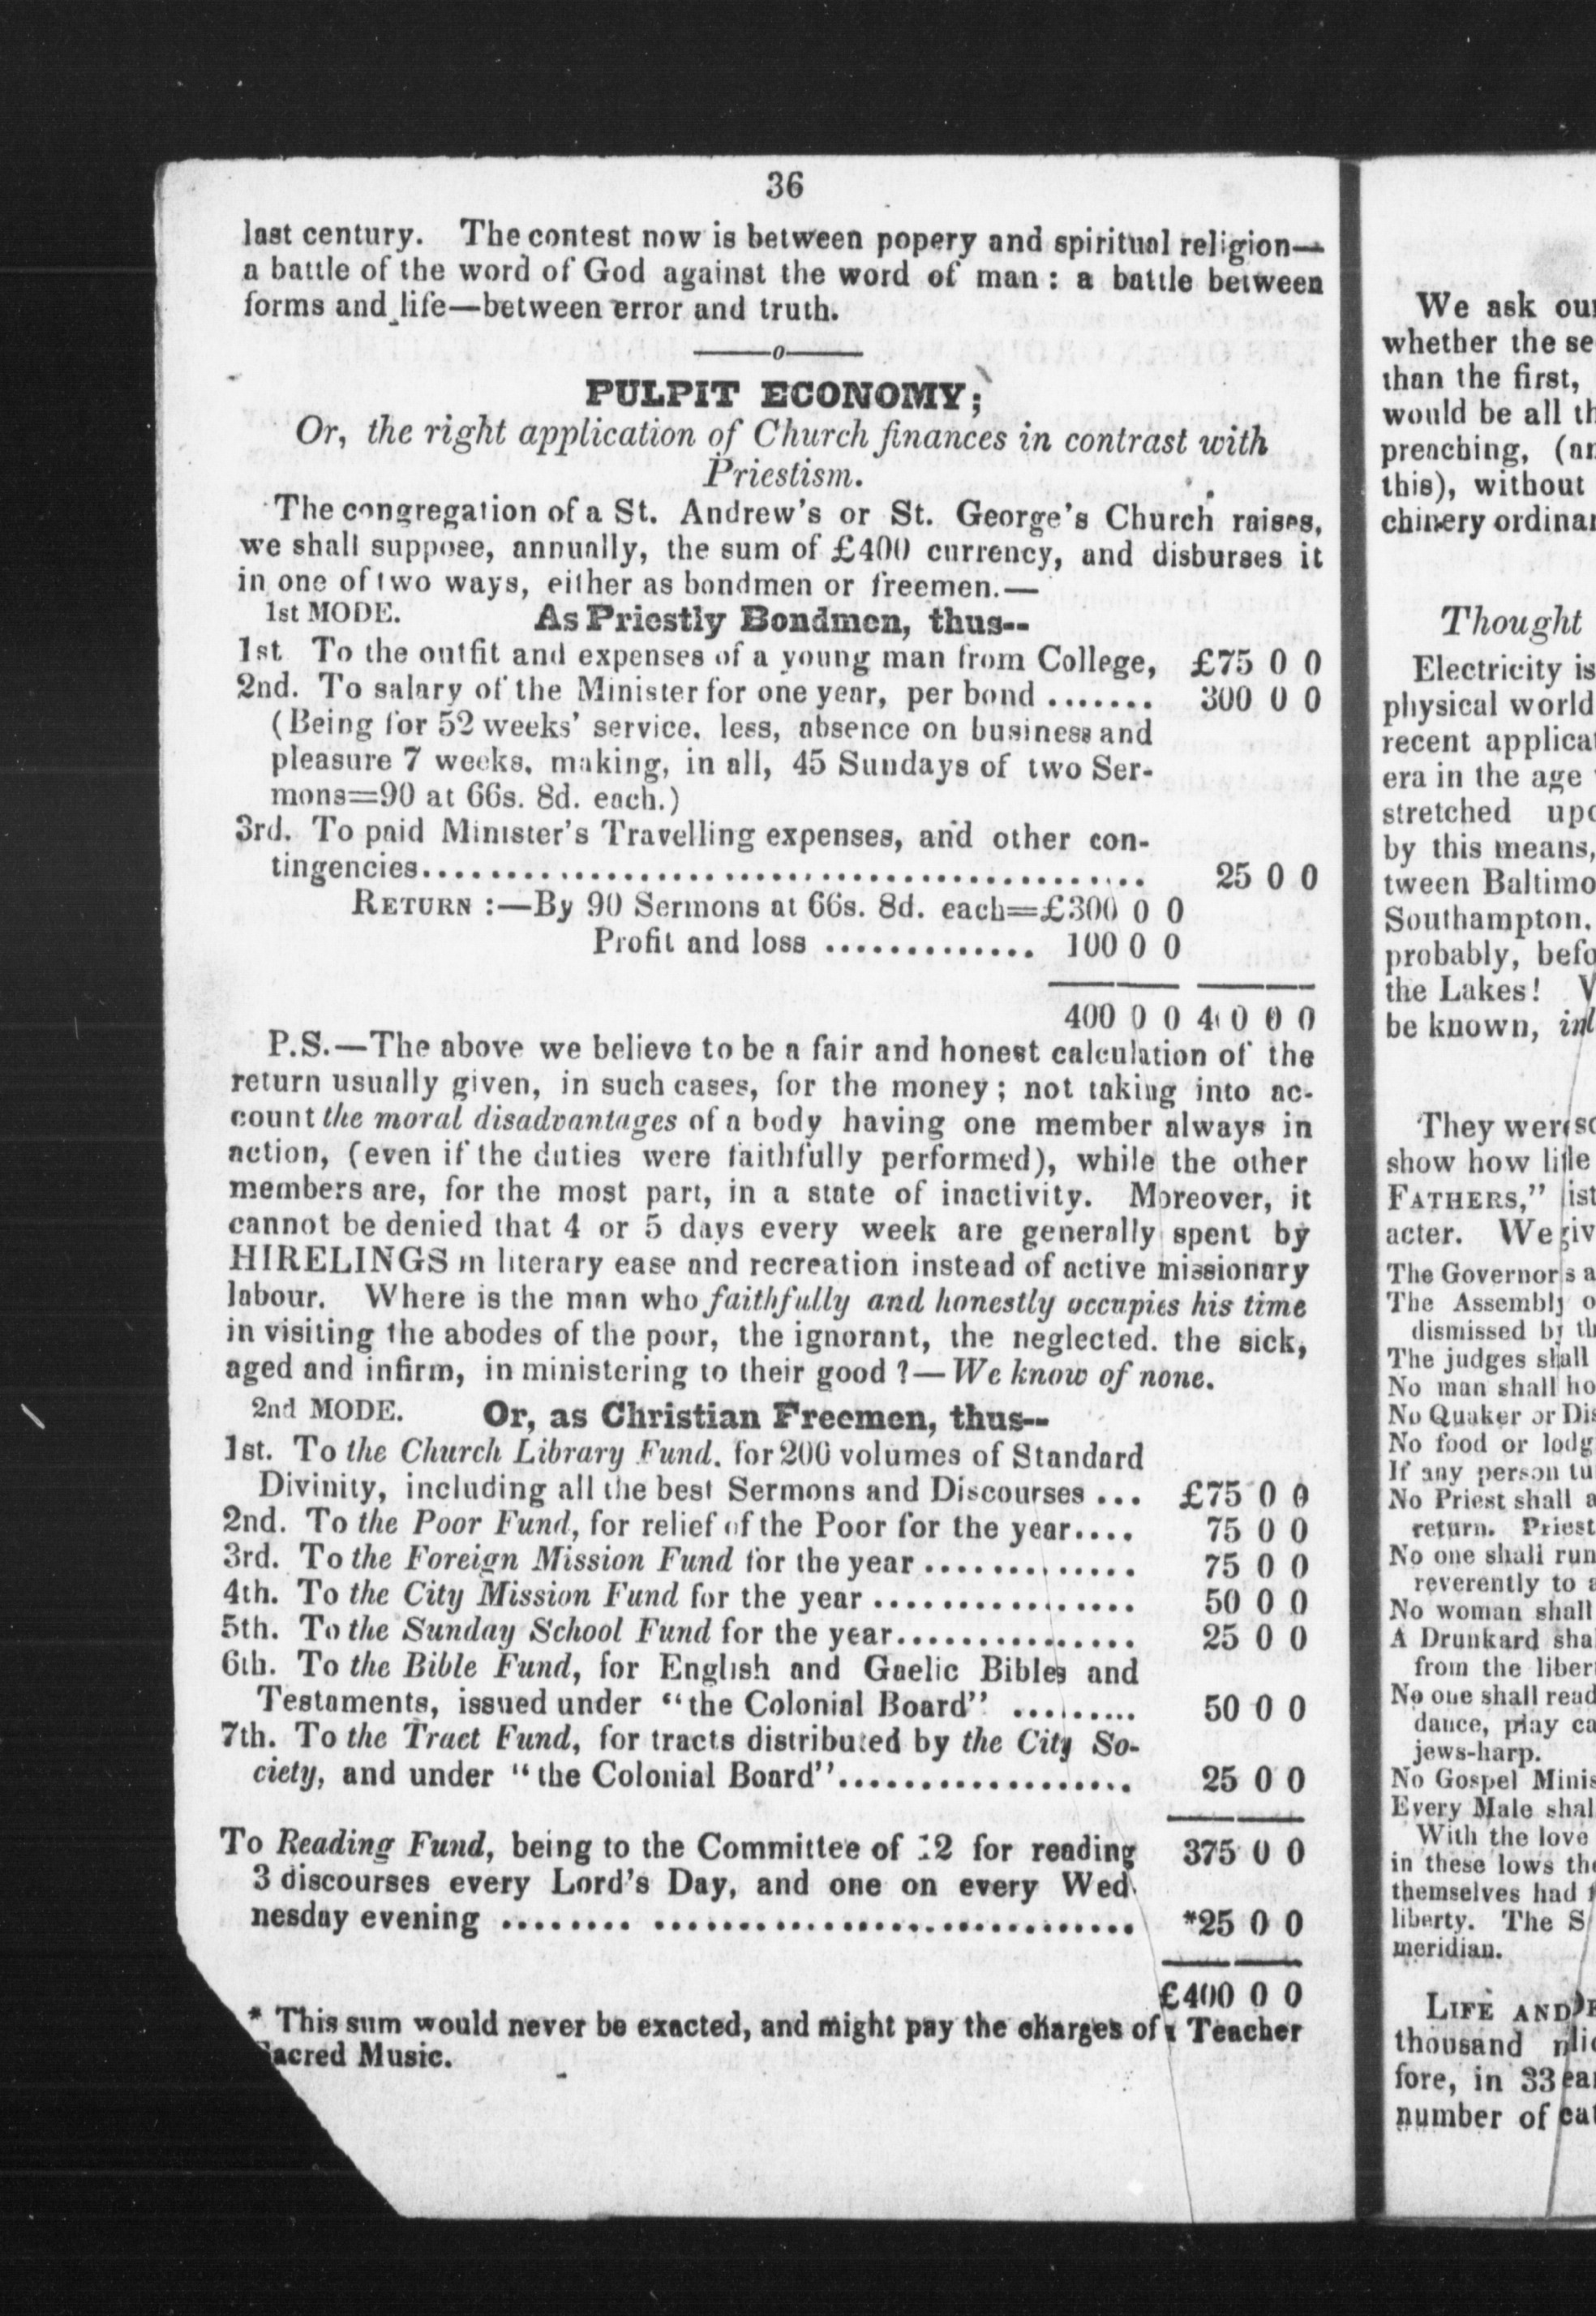 36
last century. The contest now is between popery and spiritual religion—
a battle of the word of God against the word of man : a battle between
forms and life—between error and truth.
———o———
PULPIT ECONOMY;
Or, the right application of Church finances in contrast with
Priestism.
The congregation of a St. Andrew's or St. George's Church raises,
we shall suppose, annually, the sum of £400 currency, and disburses it
in one of two ways, either as bondmen or freemen.—
1st MODE. As Priestly Bondmen, thus--
1st To the outfit and expenses of a young man from College, £75 0 0
2nd. To salary of the Minister for one year, per bond ....... 300 0 0
(Being for 52 weeks' service, less, absence on business and
pleasure 7 weeks, making, in all, 45 Sundays of two Ser-
mons=90 at 66s. 8d. each.)
3rd. To paid Minister's Travelling expenses, and other con-
tingencies............................................ 25 0 0
RETURN :—By 90 Sermons at 66s. 8d. each=£300 0 0
Profit and loss ............. 100 0 0
400 0 0 400 0 0
P.S.—The above we believe to be a fair and honest calculation of the
return usually given, in such cases, for the money ; not taking into ac-
count the moral disadvantages of a body having one member always in
action, (even if the duties were faithfully performed), while the other
members are, for the most part, in a state of inactivity. Moreover, it
cannot be denied that 4 or 5 days every week are generally spent by
HIRELINGS in literary ease and recreation instead of active missionary
labour. Where is the man who faithfully and honestly occupies his time
in visiting the abodes of the poor, the ignorant, the neglected. the sick,
aged and infirm, in ministering to their good ?—We know of none.
2nd MODE. Or, as Christian Freemen, thus--
1st. To the Church Library Fund. for 200 volumes of Standard
Divinity, including all the best Sermons and Discourses ... £75 0 0
2nd. To the Poor Fund, for relief of the Poor for the year.... 75 0 0
3rd. To the Foreign Mission Fund for the year ............. 75 0 0
4th. To the City Mission Fund for the year ................ 50 0 0
5th. To the Sunday School Fund for the year............... 25 0 0
6th. To the Bible Fund, for English and Gaelic Bibles and
Testaments, issued under "the Colonial Board" ......... 50 0 0
7th. To the Tract Fund, for tracts distributed by the City So-
ciety, and under "the Colonial Board".................. 25 0 0
To Reading Fund, being to the Committee of 12 for reading 375 0 0
3 discourses every Lord's Day, and one on every Wed
nesday evening ........ ............................. *25 0 0
£400 0 0
* This sum would never be exacted, and might pay the charges of a Teacher
Sacred Music.
We ask
whether the
than the first,
would be all
preaching,
this), without
chinery
Thought
Electricity is
physical world
recent
era in the age
stretched
by this means,
tween
Southampton.
probably,
the Lakes!
be known,
They were
show how little
FATHERS,"
acter. We
The Governor
The Assembly
dismissed by
The judges shall
No man shall
No Quaker or
No food or
If any person
No Priest shall
return.
No one shall run
reverently to
No woman shall
A Drunkard
from the
No one shall read
dance, play
jews-harp.
No Gospel
Every Male
With the love
in these lows
themselves had
liberty. The
meridian.
LIFE AND
thousand
fore, in 33
number of